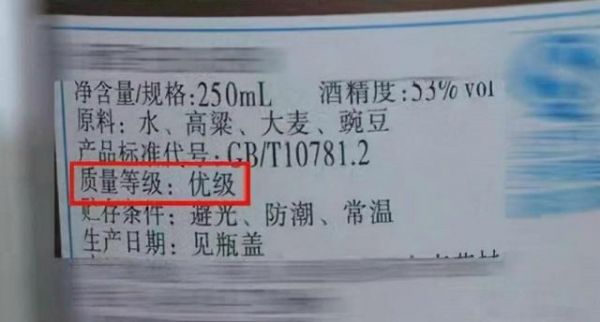 净含量/规格:250mL 酒精度:53% vol
原料: 水、高粱、大麦、豌豆
产品标准代号: GB/T10781.2
质量等级: 优级
贮存条件: 避光、防潮、常温
生产日期: 见瓶盖